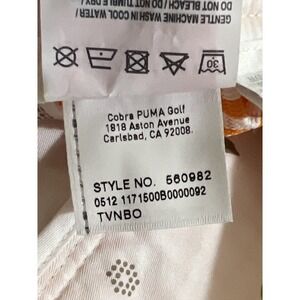 GENTLE MACHINE WASH IN COOL WATER/
DO NOT BLEACH/DO NOT TUMBLE DRY/
30
Cobra PUMA Golf
1818 Aston Avenue
Carlsbad, CA 92008.
STYLE NO. 560982
0512 1171500B0000092
TVNBO